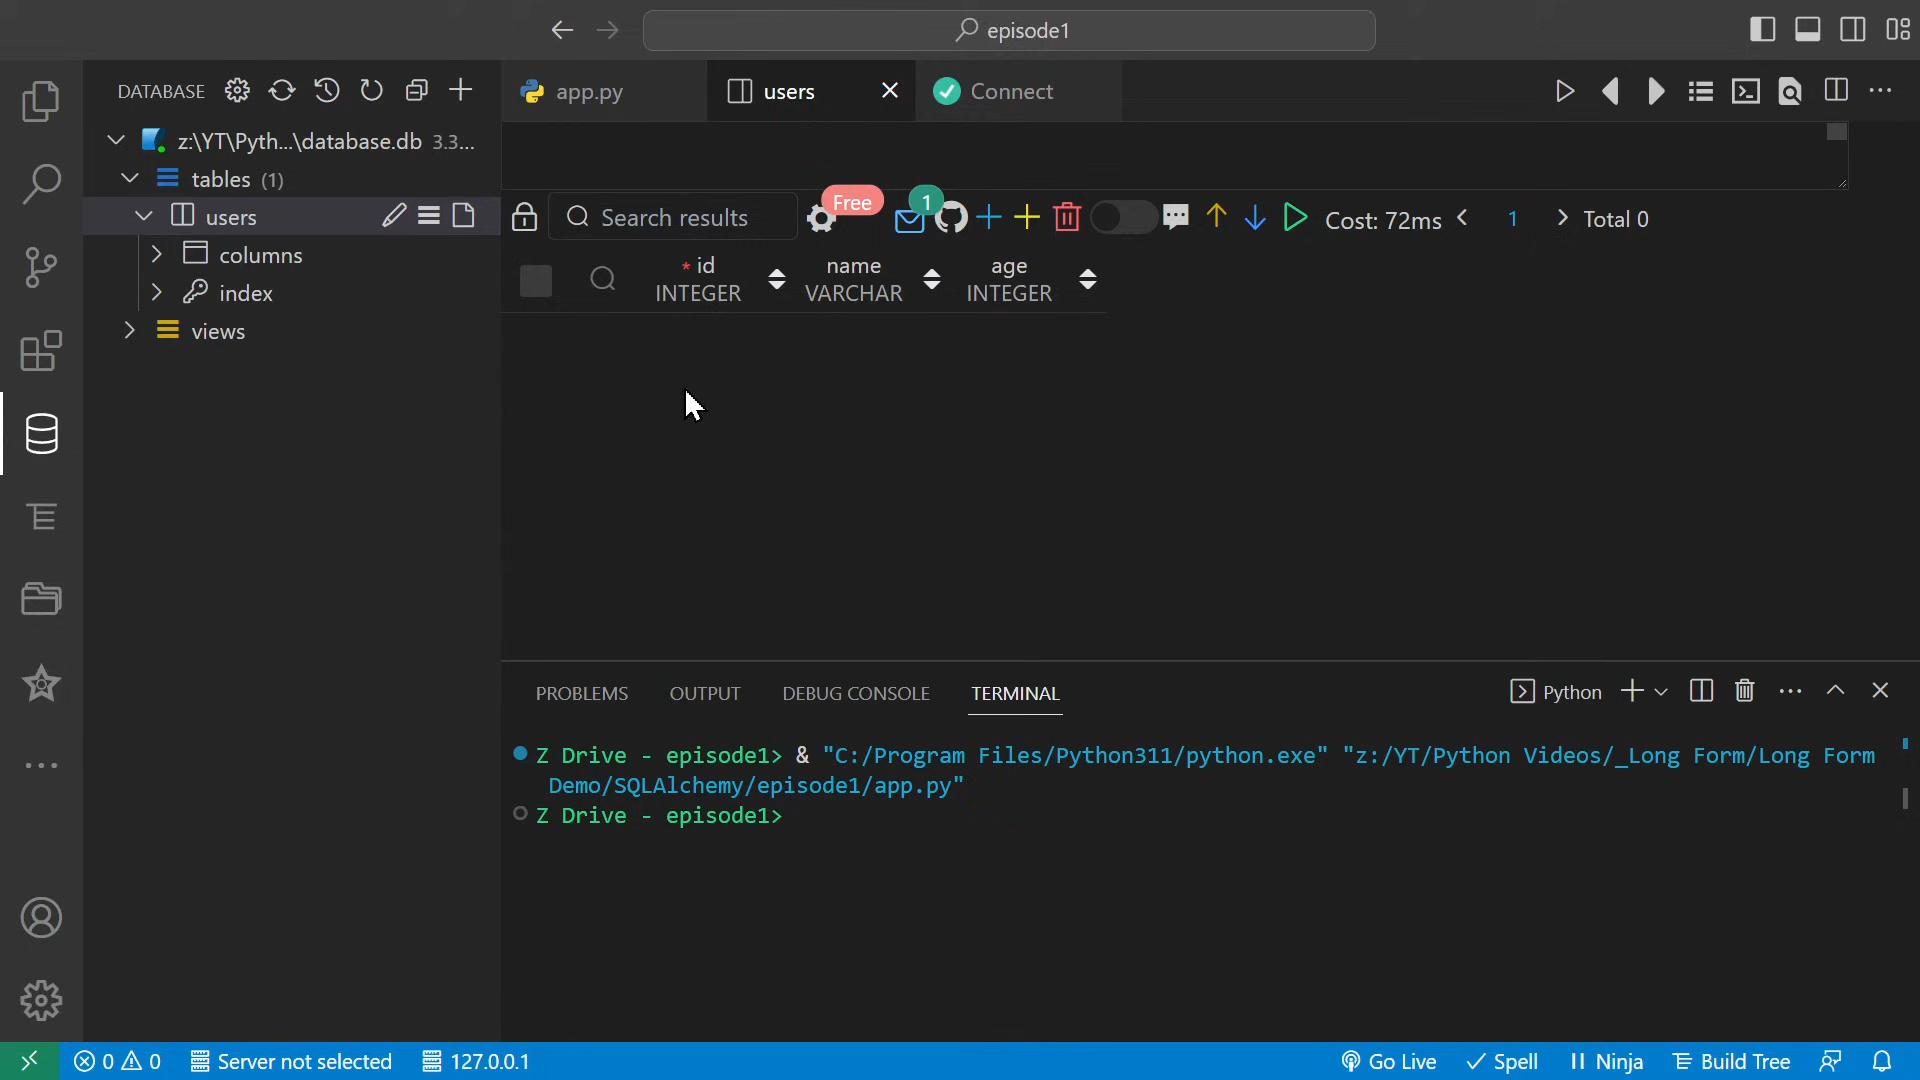 episode1
DATABASE
app.py
users
Connect
z:\YT\Pyth...\database.db 3.3...
tables (1)
users
columns
index
views
Search results
Free
1
Cost: 72ms
1
Total 0
* id
INTEGER
name
VARCHAR
age
INTEGER
PROBLEMS
OUTPUT
DEBUG CONSOLE
TERMINAL
Python
Z Drive - episode1> & "C:/Program Files/Python311/python.exe" "z:/YT/Python Videos/_Long Form/Long Form
Demo/SQLAlchemy/episode1/app.py"
Z Drive - episode1>
0 0
Server not selected
127.0.0.1
Go Live
Spell
Ninja
Build Tree